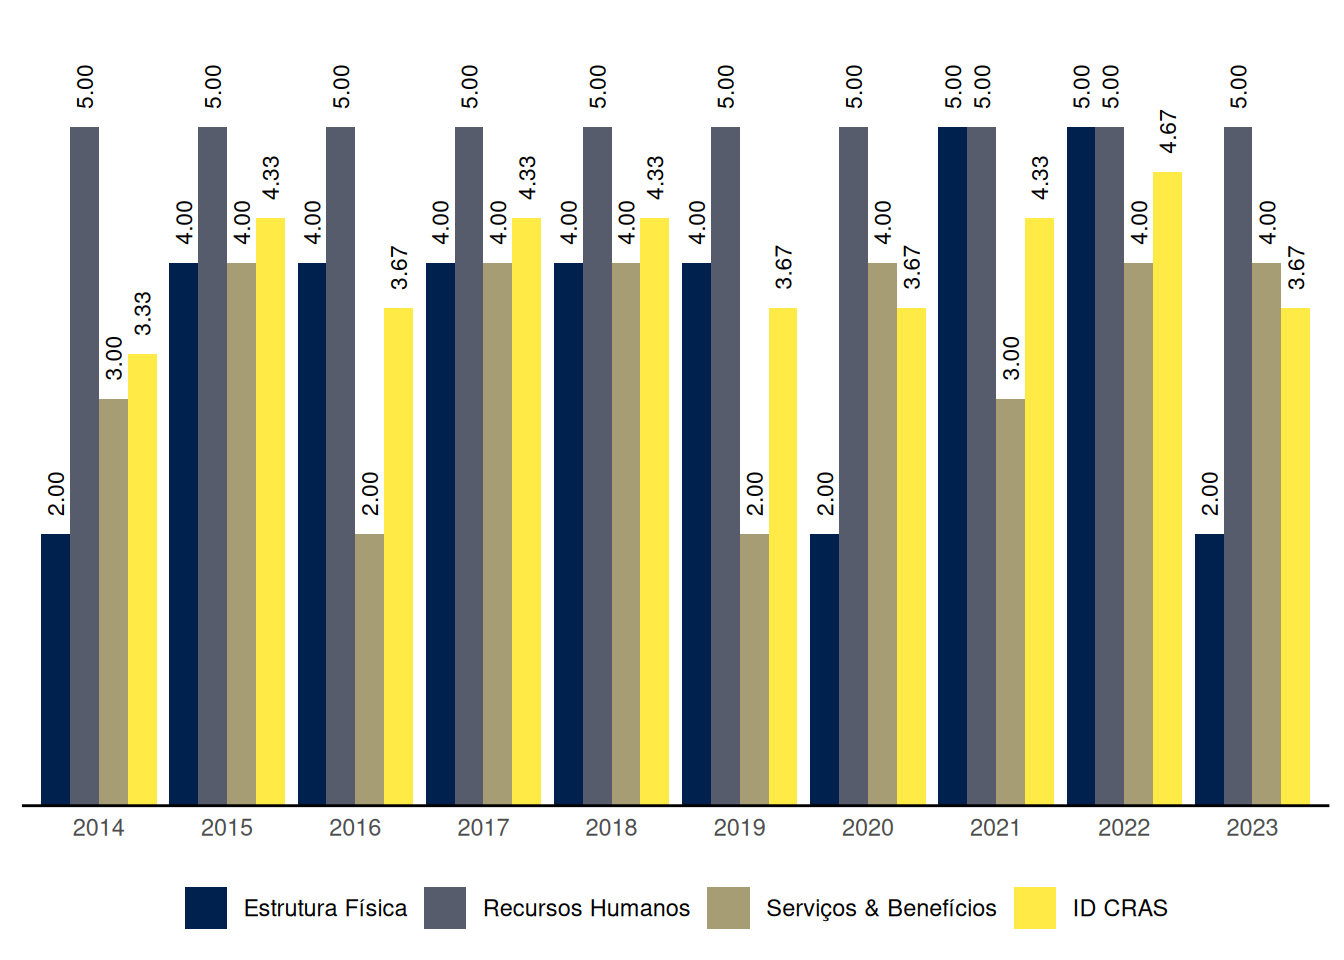 5.00 5.00 5.00 5.00 5.00 5.00 5.00 5.00 5.00 5.00 5.00 5.00
4.67
4.33 4.33 4.33 4.33
4.00 4.00 4.00 4.00 4.00 4.00 4.00 4.00 4.00 4.00 4.00
3.67 3.67 3.67 3.67
3.33
3.00 3.00
2.00 2.00 2.00 2.00 2.00
2014 2015 2016 2017 2018 2019 2020 2021 2022 2023
Estrutura Física Recursos Humanos Serviços & Benefícios ID CRAS